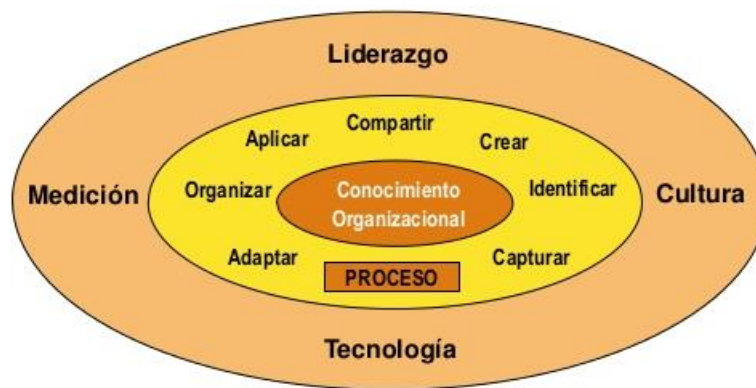 Liderazgo
Compartir
Aplicar
Crear
Medición
Organizar
Conocimiento
Organizacional
Identificar
Cultura
Adaptar
PROCESO
Capturar
Tecnología